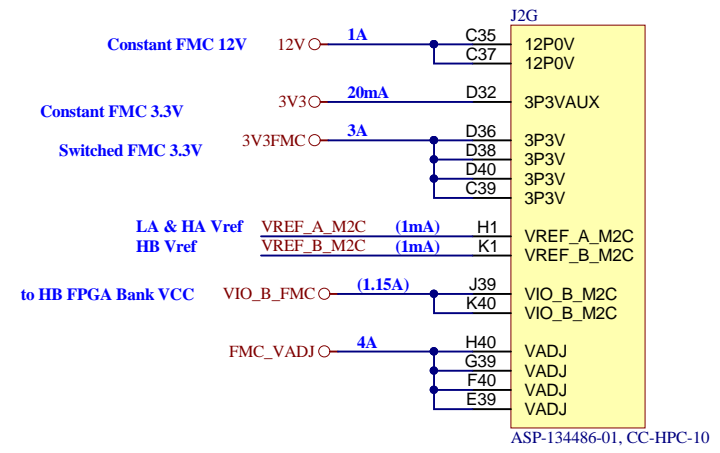 J2G
Constant FMC 12V 12V 1A C35 12P0V
C37 12P0V
Constant FMC 3.3V 3V3 20mA D32 3P3VAUX
Switched FMC 3.3V 3V3FMC 3A D36 3P3V
D38 3P3V
D40 3P3V
C39 3P3V
LA & HA Vref VREF_A_M2C (1mA) H1 VREF_A_M2C
HB Vref VREF_B_M2C (1mA) K1 VREF_B_M2C
to HB FPGA Bank VCC VIO_B_FMC (1.15A) J39 VIO_B_M2C
K40 VIO_B_M2C
FMC_VADJ 4A H40 VADJ
G39 VADJ
F40 VADJ
E39 VADJ
ASP-134486-01, CC-HPC-10